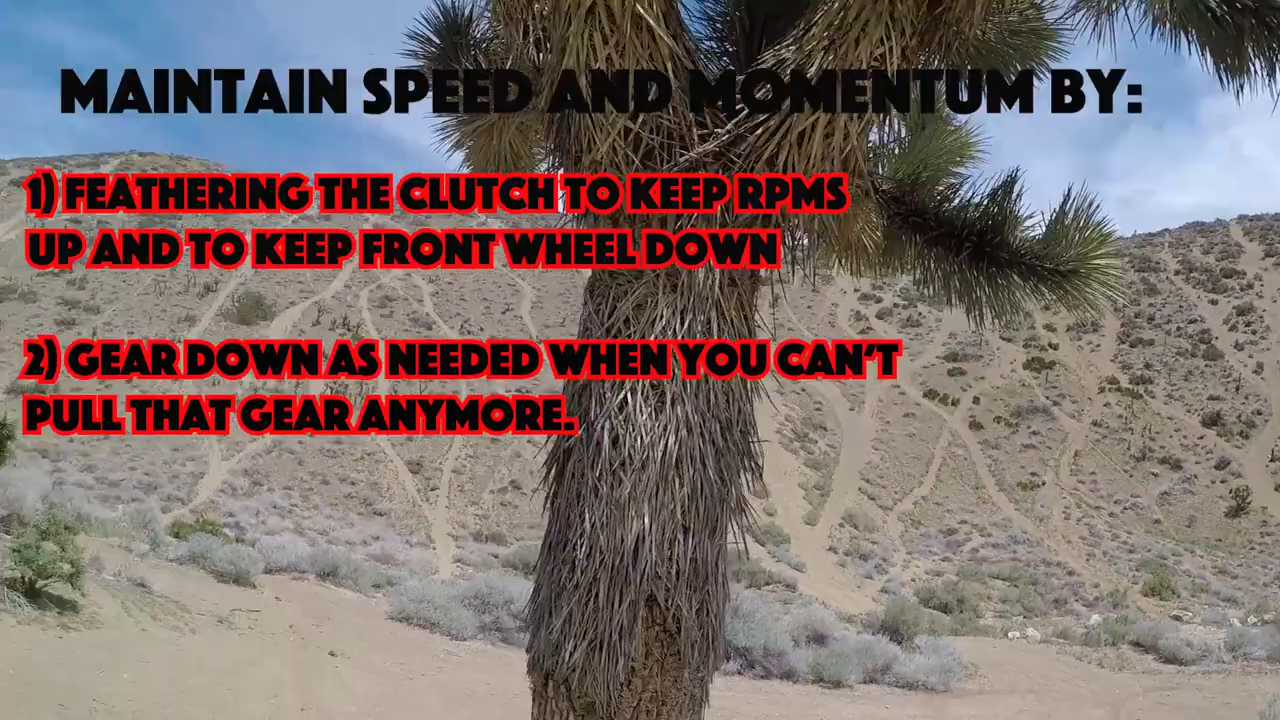 MAINTAIN SPEED AND MOMENTUM BY:
1) FEATHERING THE CLUTCH TO KEEP RPMS
UP AND TO KEEP FRONT WHEEL DOWN
2) GEAR DOWN AS NEEDED WHEN YOU CAN'T
PULL THAT GEAR ANYMORE.